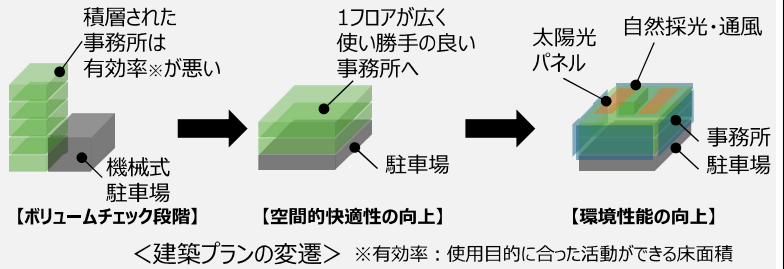 積層された
事務所は
有効率※が悪い
機械式
駐車場
【ボリュームチェック段階】
1フロアが広く
使い勝手の良い
事務所へ
駐車場
【空間的快適性の向上】
太陽光
パネル
自然採光・通風
事務所
駐車場
【環境性能の向上】
＜建築プランの変遷＞ ※有効率：使用目的に合った活動ができる床面積